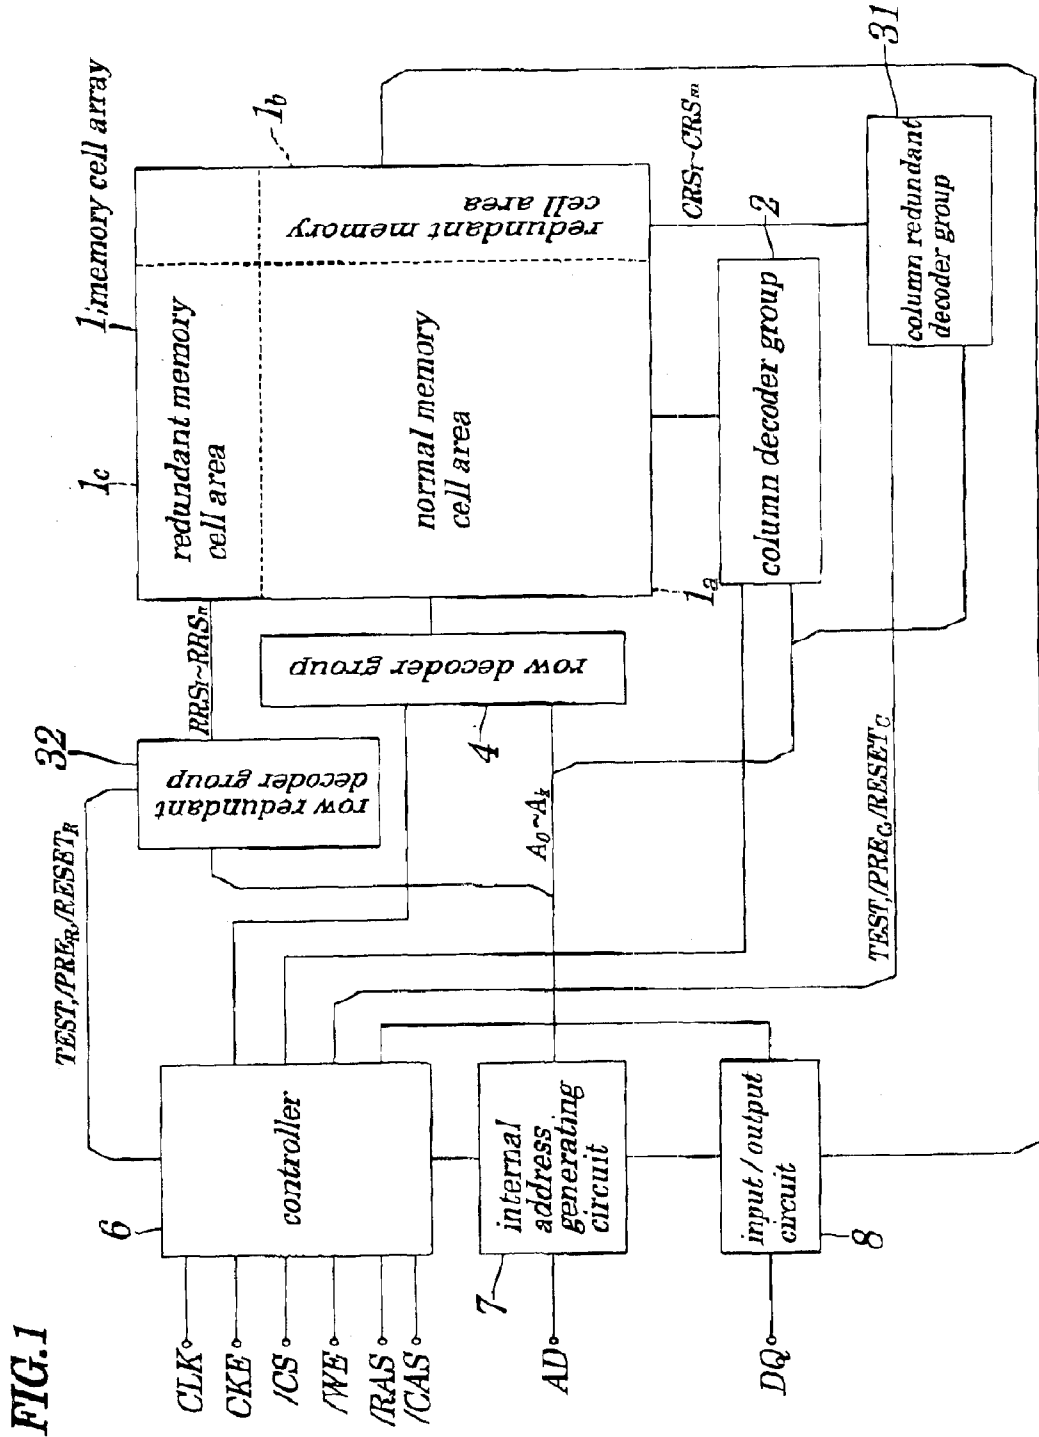 FIG.1
CLK
CKE
/CS
/WE
/RAS
/CAS
AD
DQ
6
controller
7
internal
address
generating
circuit
input/output
circuit
8
TEST,/PRER,/RESETR
32
row redundant
decoder group
RRS1~RRSn
row decoder group
4
A0~Ak
TEST,/PREC,/RESETC
1c
1;memory cell array
1b
redundant memory
cell area
redundant memory
cell area
normal memory
cell area
1a
column decoder group
2
CRS1~CRSm
column redundant
decoder group
31